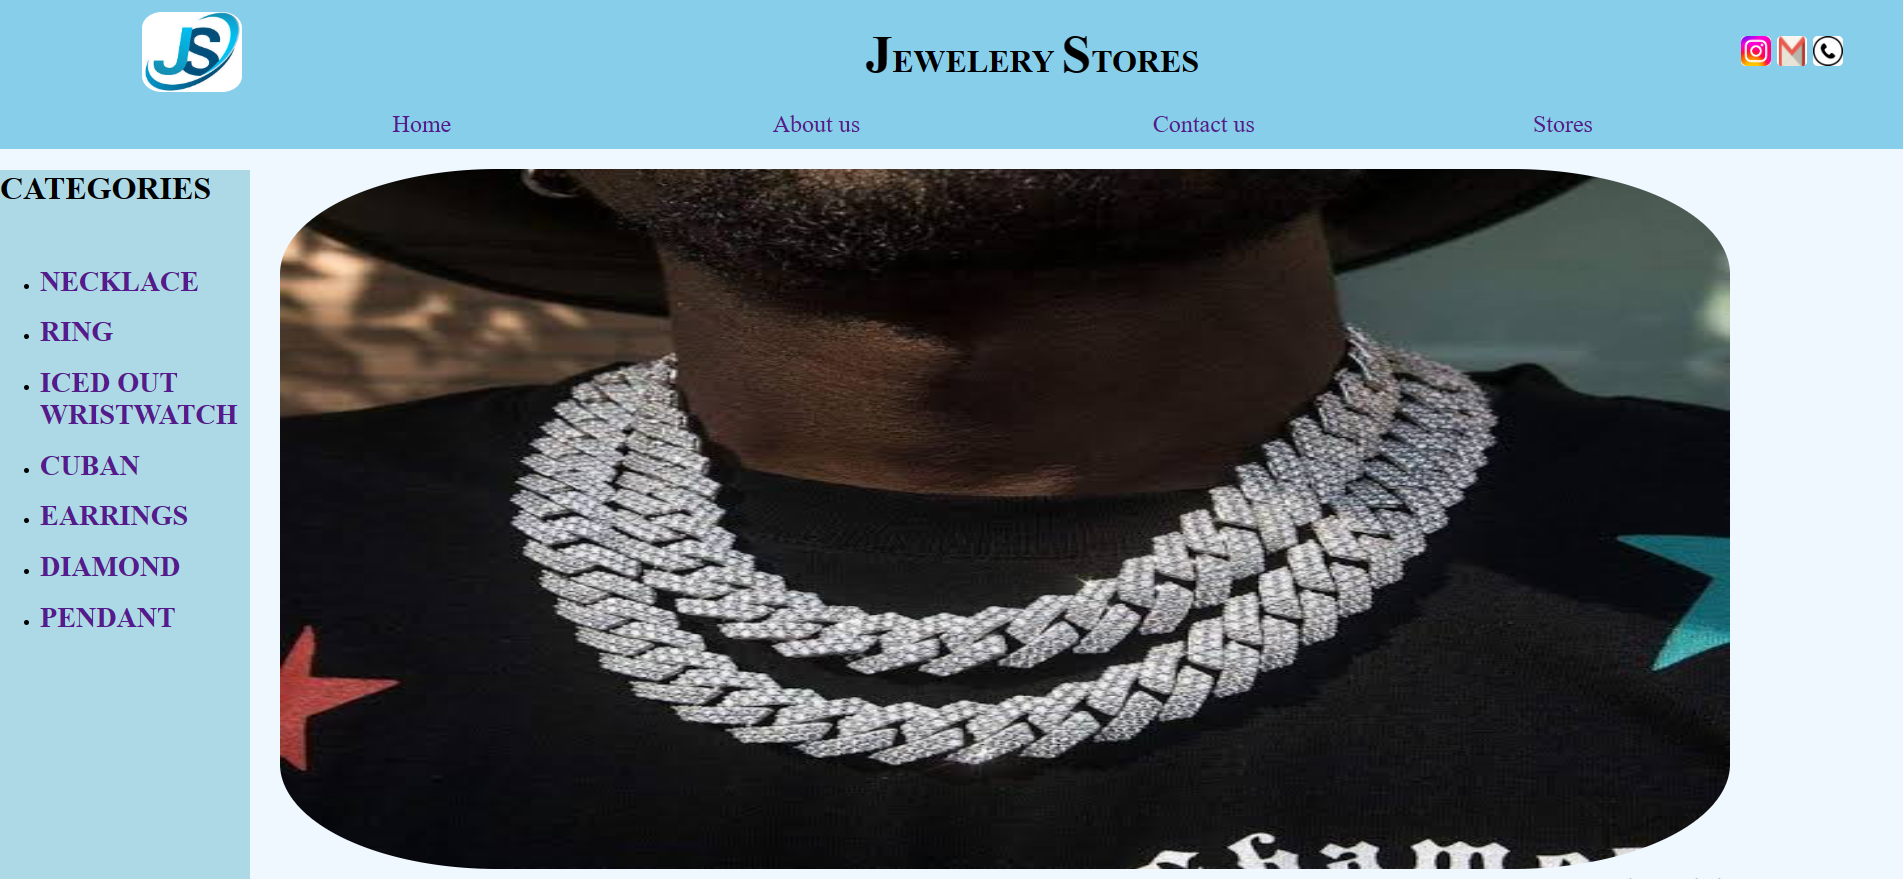 JS
JEWELERY STORES
Home About us Contact us Stores
CATEGORIES
NECKLACE
RING
ICED OUT
WRISTWATCH
CUBAN
EARRINGS
DIAMOND
PENDANT